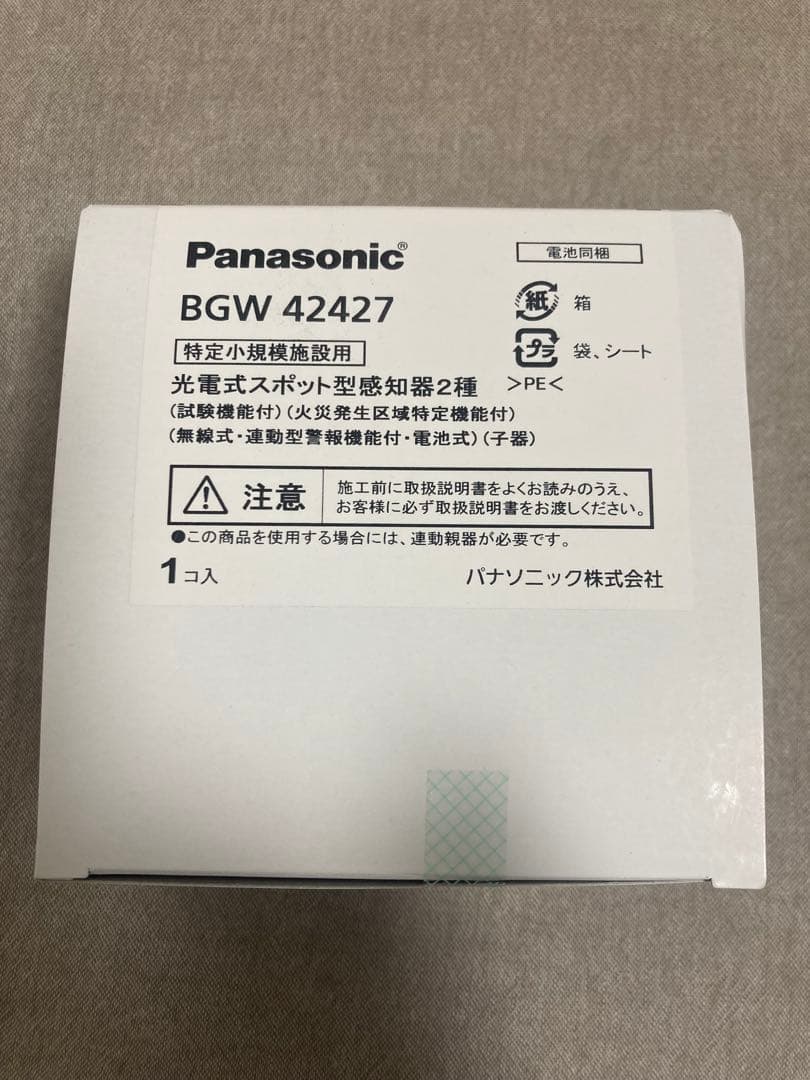 Panasonic®
電池同梱
BGW 42427
紙 箱
特定小規模施設用
プラ 袋、シート
光電式スポット型感知器2種
>PE<
(試験機能付)(火災発生区域特定機能付)
(無線式・連動型警報機能付・電池式)(子器)
注意
施工前に取扱説明書をよくお読みのうえ、
お客様に必ず取扱説明書をお渡しください。
●この商品を使用する場合には、連動親器が必要です。
1コ入
パナソニック株式会社